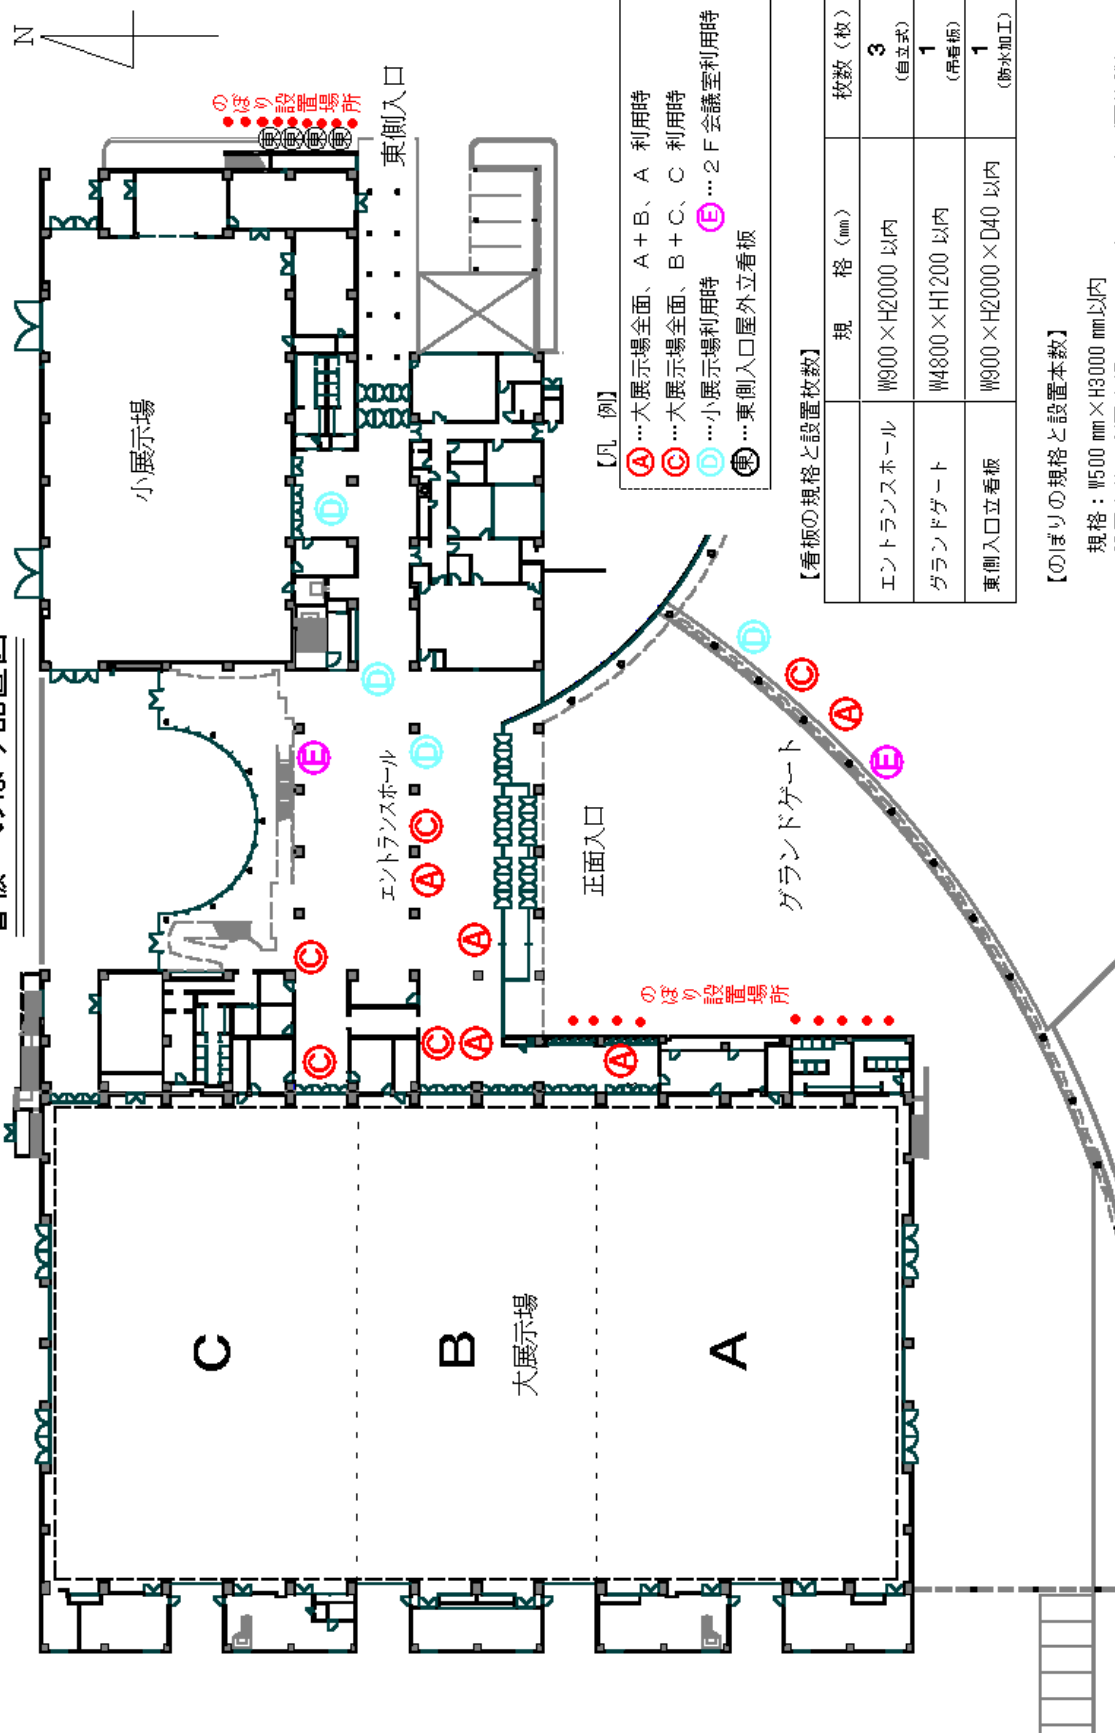 N
のぼり設置場所
東 東 東 東
東側入口
小展示場
D
D
E
エントランスホール
D
C
A
C
A
C
C
A
A
正面入口
グランドゲート
D
C
A
E
のぼり設置場所
C
B
A
大展示場
【凡 例】
A…大展示場全面、A+B、A 利用時
C…大展示場全面、B+C、C 利用時
D…小展示場利用時 E…2F会議室利用時
東…東側入口屋外立看板
【看板の規格と設置枚数】
規 格(mm) 枚数(枚)
エントランスホール W900×H2000 以内 3 (自立式)
グランドゲート W4800×H1200 以内 1 (吊看板)
東側入口立看板 W900×H2000×D40 以内 1 (防水加工)
【のぼりの規格と設置本数】
規格:W500 mm×H3000 mm以内